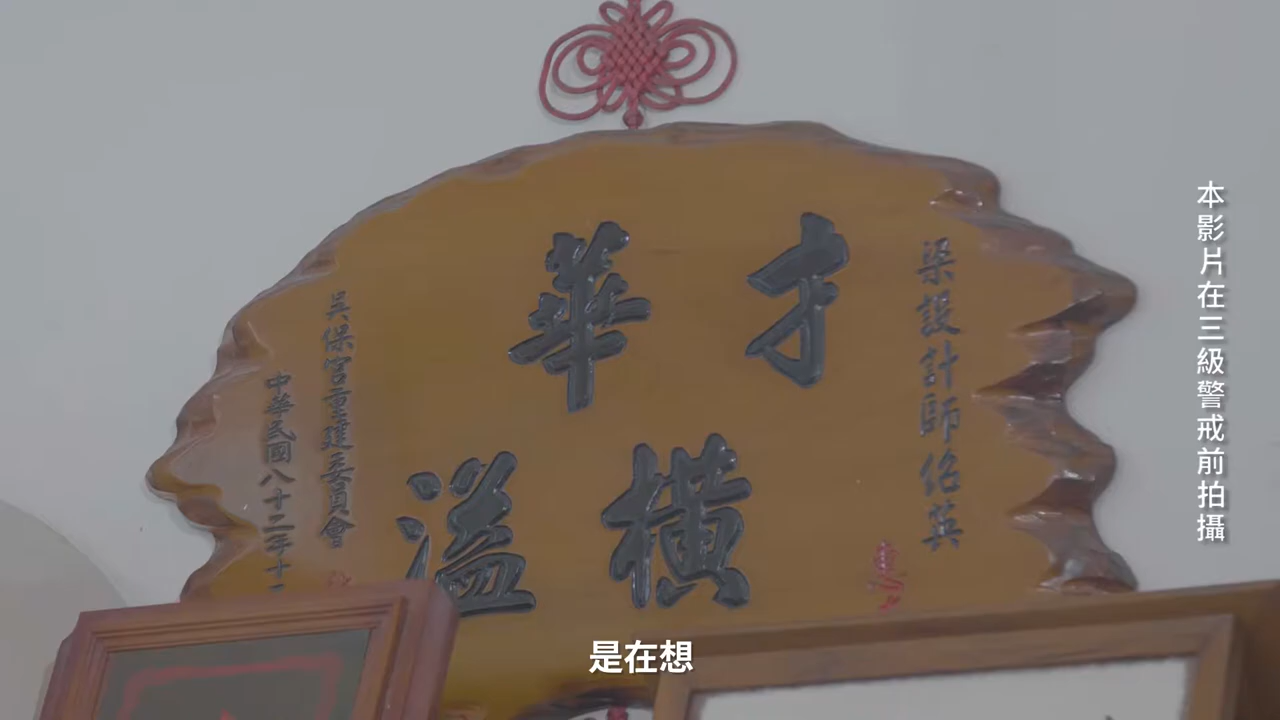 梁設計師佋英
才華
橫溢
吳保宮重建委員會
中華民國八十二年十
本影片在三級警戒前拍攝
是在想